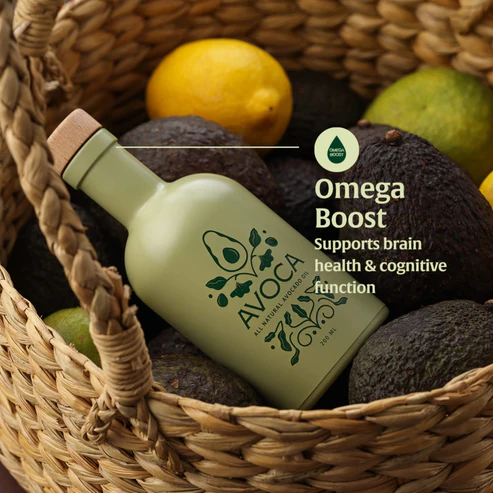 OMEGA
BOOST
Omega
Boost
Supports brain
health & cognitive
function
AVOCA
ALL NATURAL AVOCADO OIL
200 ML